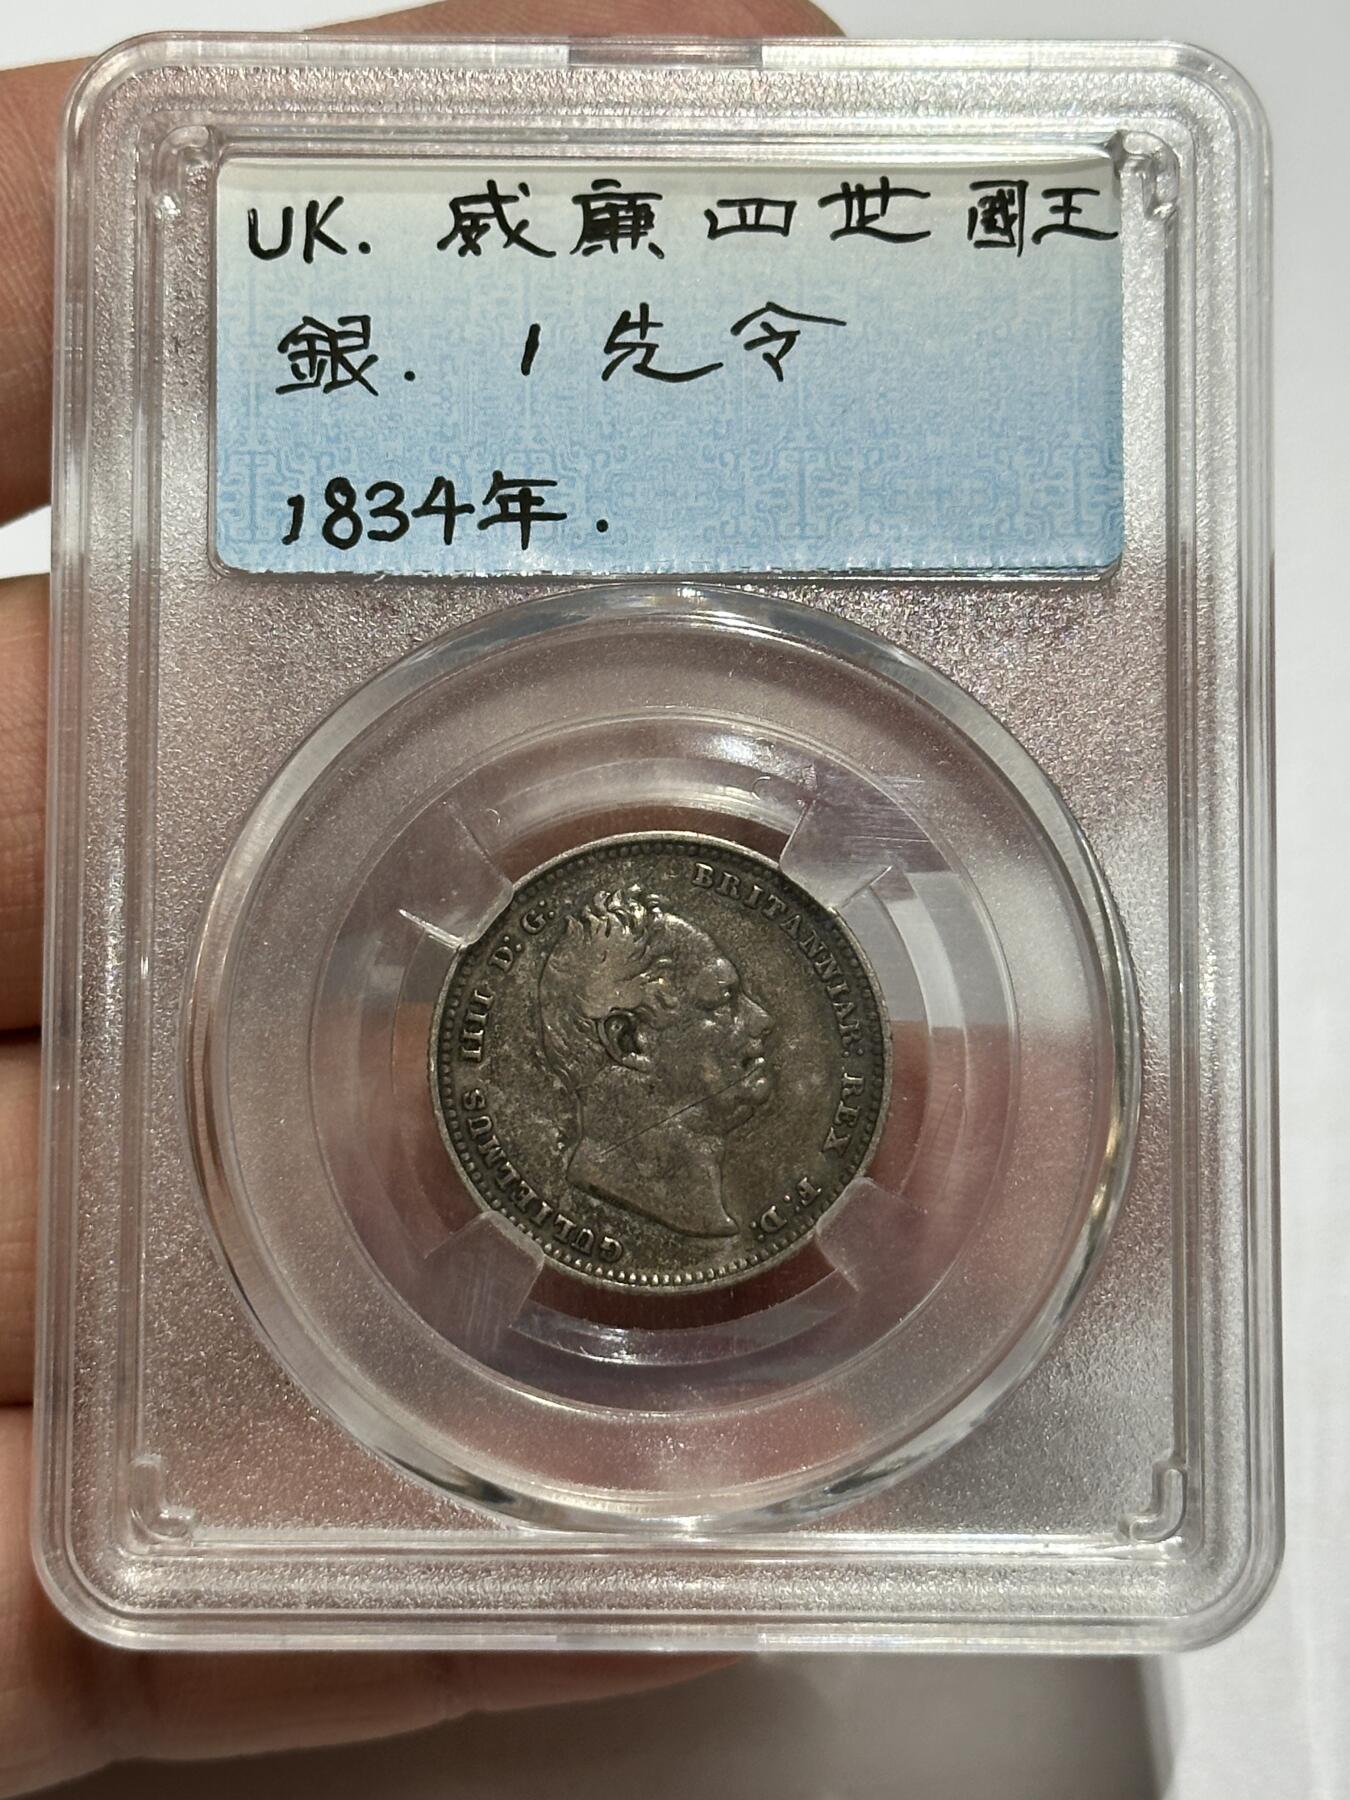 UK. 威廉四世國王
銀. 1先令
1834年.
GULIELMUS IIII D: G: BRITANNIAR: REX F: D: